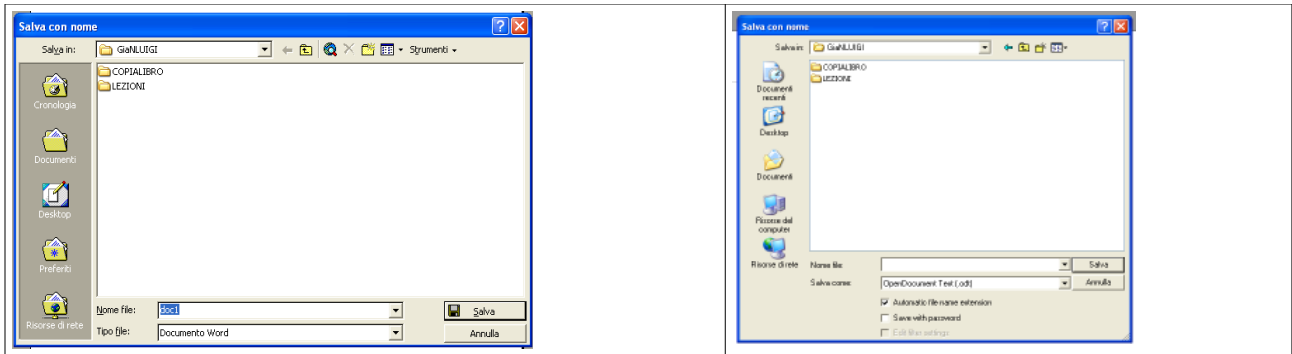 Salva con nome
Salva in: GiaNLUIGI Strumenti
COPIALIBRO
LEZIONI
Cronologia
Documenti
Desktop
Preferiti
Risorse di rete
Nome file: doc1 Salva
Tipo file: Documento Word Annulla
Salva con nome
Salva in: GiaNLUIGI
COPIALIBRO
LEZIONI
Documenti
recenti
Desktop
Documenti
Risorse del
computer
Risorse di rete
Nome file: Salva
Salva come: OpenDocument Text (.odt) Annulla
Automatic file name extension
Save with password
Edit filter settings